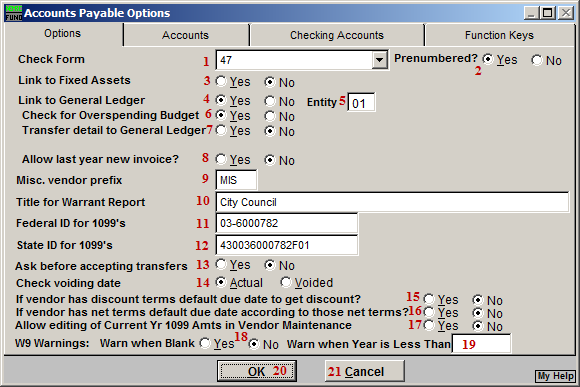 FUND Accounts Payable Options
Options Accounts Checking Accounts Function Keys
Check Form 1 47 Prenumbered? Yes No
2
Link to Fixed Assets 3 Yes No
Link to General Ledger 4 Yes No Entity 5 01
Check for Overspending Budget 6 Yes No
Transfer detail to General Ledger 7 Yes No
Allow last year new invoice? 8 Yes No
Misc. vendor prefix 9 MIS
Title for Warrant Report 10 City Council
Federal ID for 1099's 11 03-6000782
State ID for 1099's 12 430036000782F01
Ask before accepting transfers 13 Yes No
Check voiding date 14 Actual Voided
If vendor has discount terms default due date to get discount? 15 Yes No
If vendor has net terms default due date according to those net terms? 16 Yes No
Allow editing of Current Yr 1099 Amts in Vendor Maintenance 17 Yes No
W9 Warnings: Warn when Blank Yes 18 No Warn when Year is Less Than 19
OK 20 21 Cancel
My Help